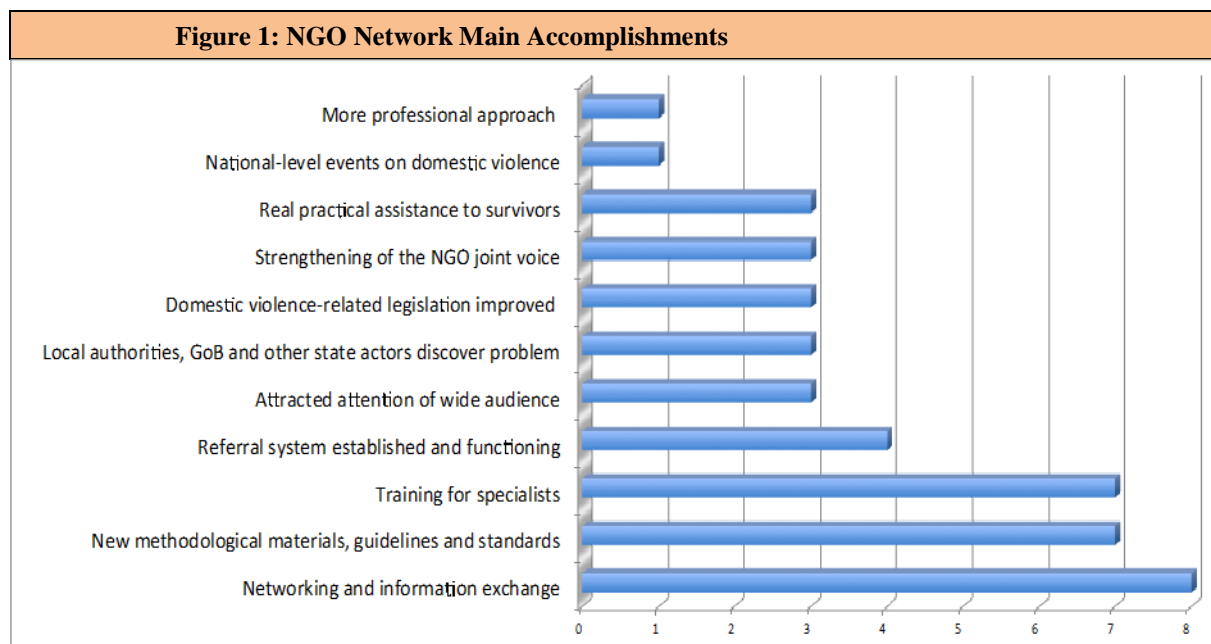 Figure 1: NGO Network Main Accomplishments
More professional approach
National-level events on domestic violence
Real practical assistance to survivors
Strengthening of the NGO joint voice
Domestic violence-related legislation improved
Local authorities, GoB and other state actors discover problem
Attracted attention of wide audience
Referral system established and functioning
Training for specialists
New methodological materials, guidelines and standards
Networking and information exchange
0 1 2 3 4 5 6 7 8